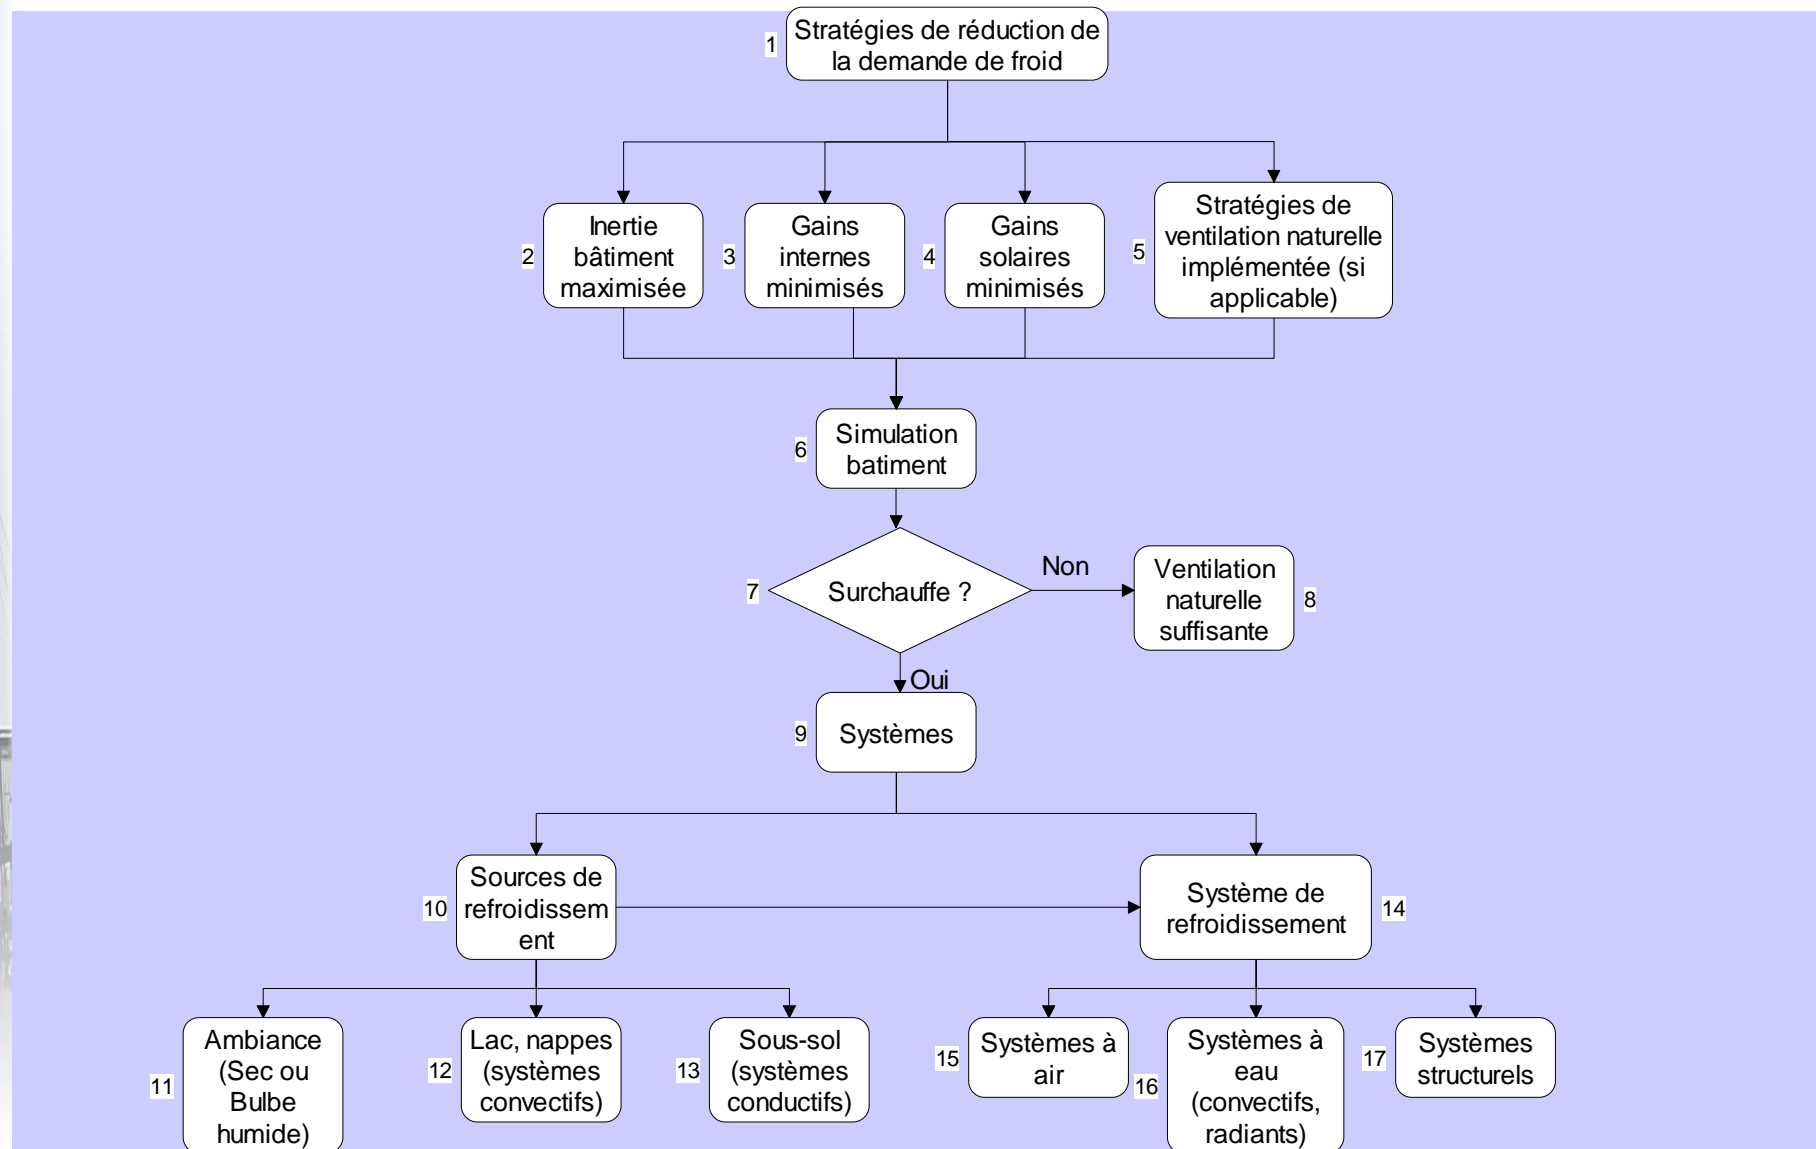 1
Stratégies de réduction de
la demande de froid
2
Inertie
bâtiment
maximisée
3
Gains
internes
minimisés
4
Gains
solaires
minimisés
5
Stratégies de
ventilation naturelle
implémentée (si
applicable)
6
Simulation
batiment
7
Surchauffe ?
Non
Ventilation
naturelle
suffisante
8
Oui
9
Systèmes
10
Sources de
refroidissem
ent
Système de
refroidissement
14
11
Ambiance
(Sec ou
Bulbe
humide)
12
Lac, nappes
(systèmes
convectifs)
13
Sous-sol
(systèmes
conductifs)
15
Systèmes à
air
16
Systèmes à
eau
(convectifs,
radiants)
17
Systèmes
structurels